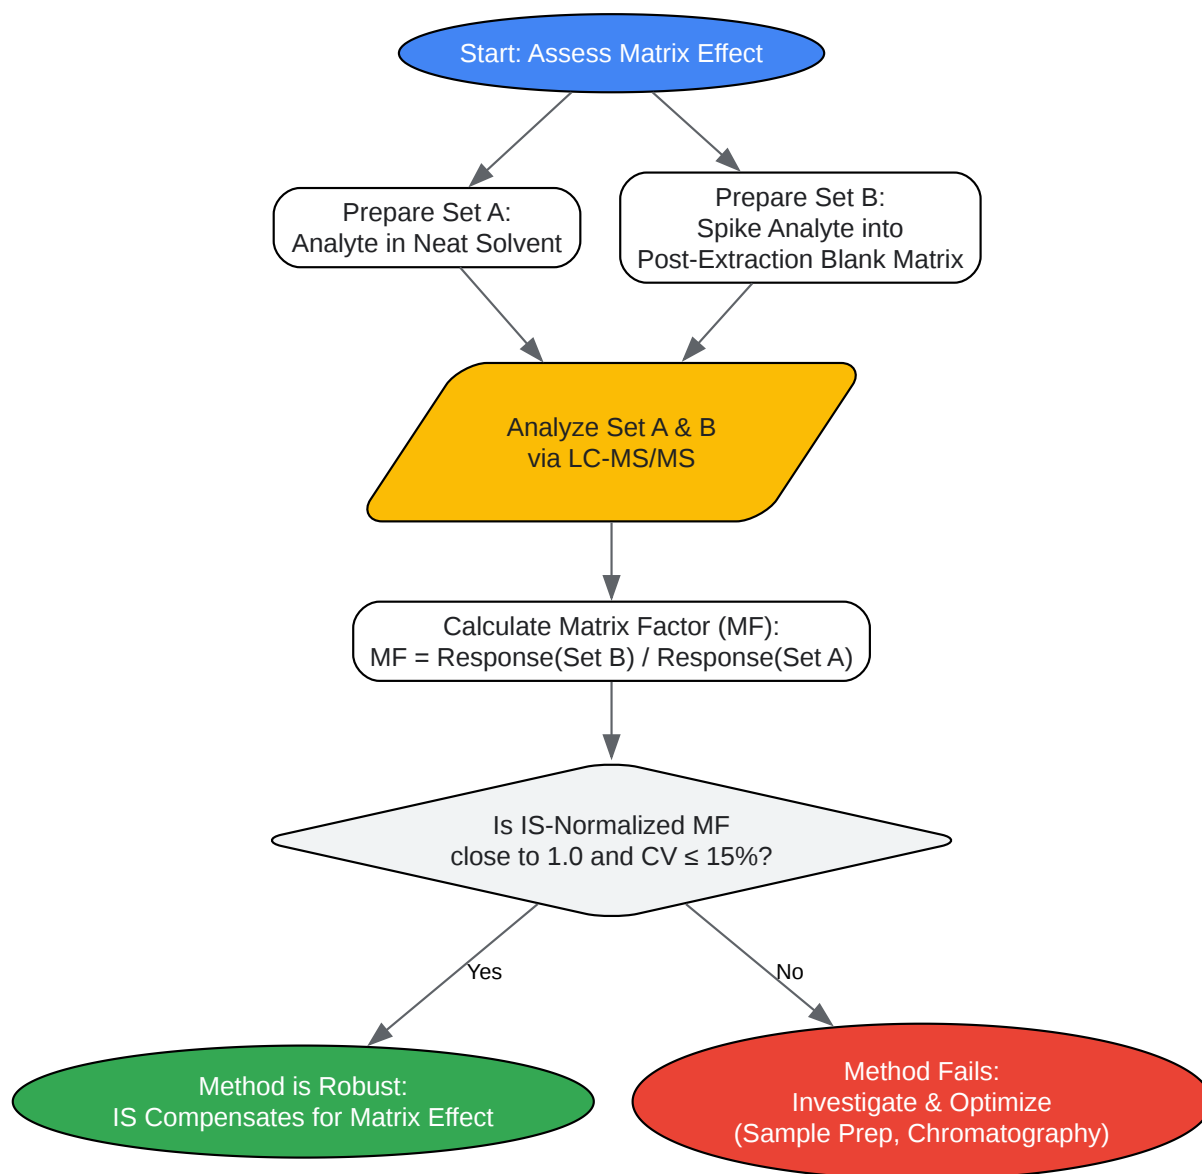 Start: Assess Matrix Effect
Prepare Set A:
Analyte in Neat Solvent
Prepare Set B:
Spike Analyte into
Post-Extraction Blank Matrix
Analyze Set A & B
via LC-MS/MS
Calculate Matrix Factor (MF):
MF = Response(Set B) / Response(Set A)
Is IS-Normalized MF
close to 1.0 and CV ≤ 15%?
Yes
No
Method is Robust:
IS Compensates for Matrix Effect
Method Fails:
Investigate & Optimize
(Sample Prep, Chromatography)